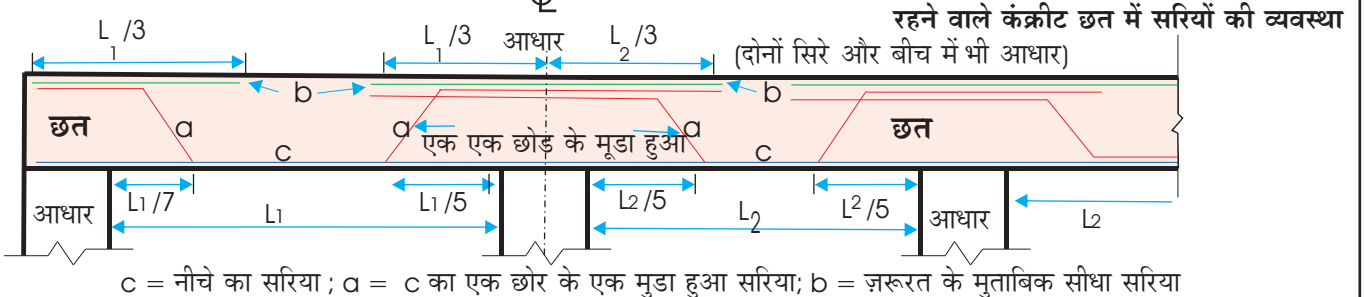 ℄
रहने वाले कंक्रीट छत में सरियों की व्यवस्था
(दोनों सिरे और बीच में भी आधार)
L1/3
L1/3
आधार
L2/3
b
b
छत
a
a
एक एक छोड़ के मूडा हुआ
a
छत
c
c
आधार
L1/7
L1/5
L2/5
L²/5
आधार
L1
L2
L2
c = नीचे का सरिया ; a = c का एक छोर के एक मुडा हुआ सरिया; b = ज़रूरत के मुताबिक सीधा सरिया